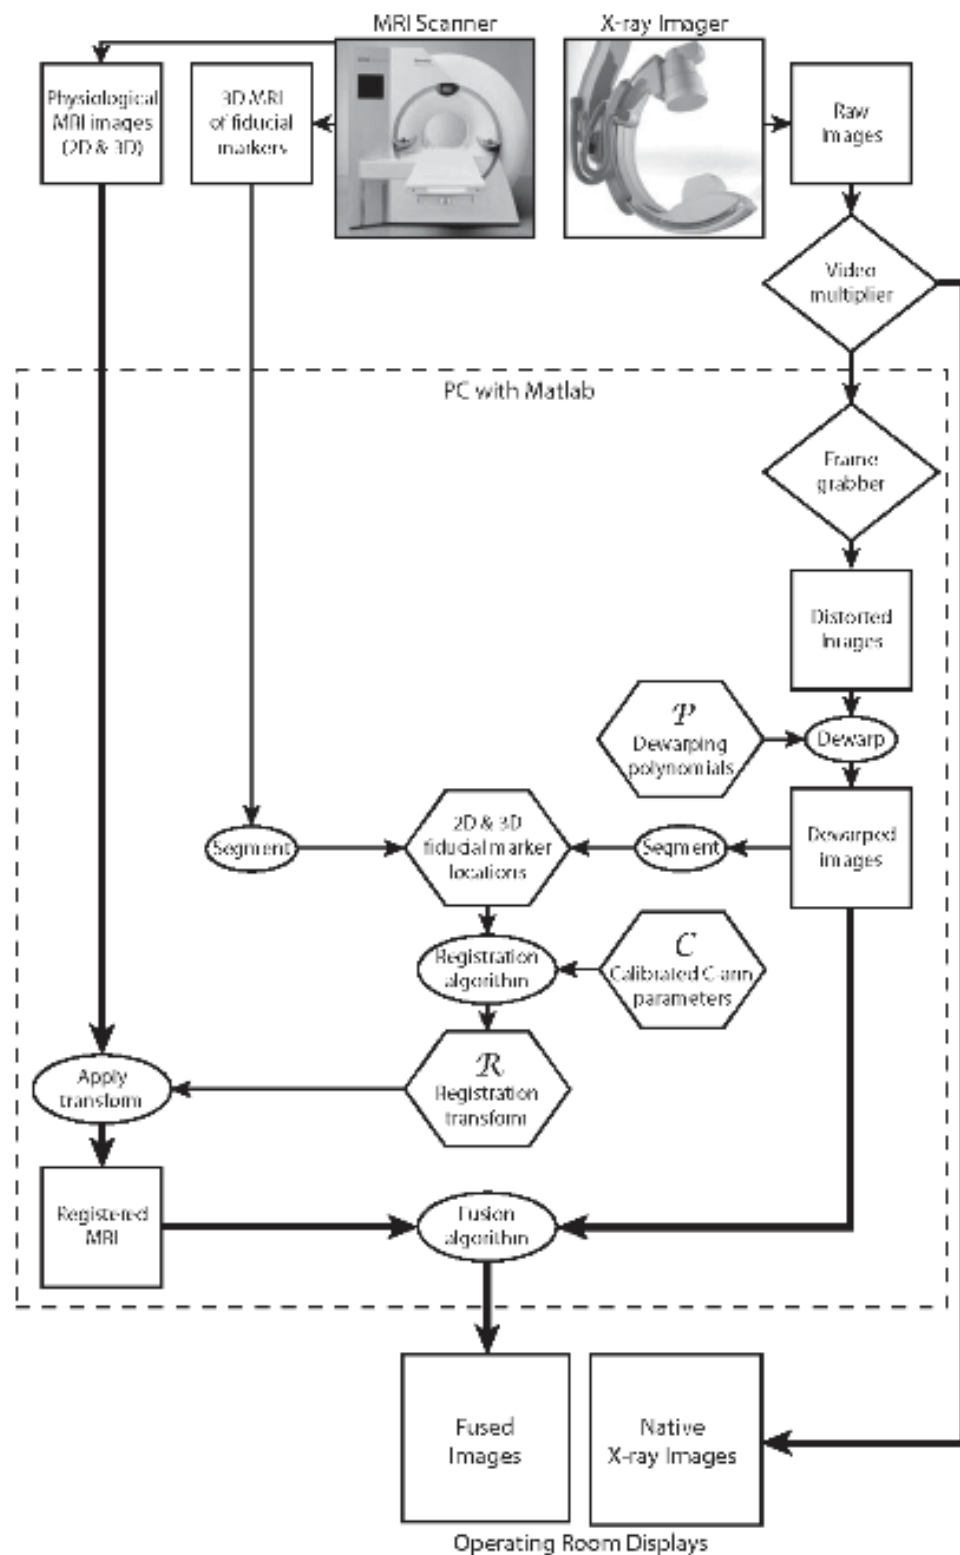 MRI Scanner
X-ray Imager
Physiological
MRI images
(2D & 3D)
3D MRI
of fiducial
markers
Raw
Images
Video
multiplier
PC with Matlab
Frame
grabber
Distorted
Images
P
Dewarping
polynomials
Dewarp
Segment
2D & 3D
fiducial marker
locations
Segment
Dewarped
images
Registration
algorithm
C
Calibrated C-arm
parameters
R
Registration
transform
Apply
transform
Registered
MRI
Fusion
algorithm
Fused
Images
Native
X-ray Images
Operating Room Displays